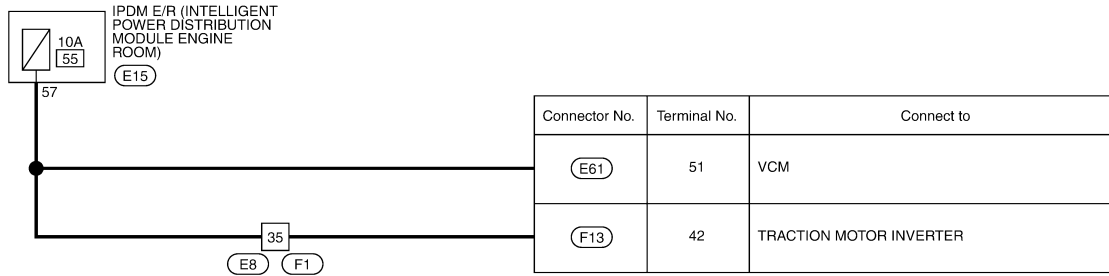 IPDM E/R (INTELLIGENT
POWER DISTRIBUTION
MODULE ENGINE
ROOM)
10A
55
E15
57
Connector No. Terminal No. Connect to
E61 51 VCM
F13 42 TRACTION MOTOR INVERTER
35
E8 F1